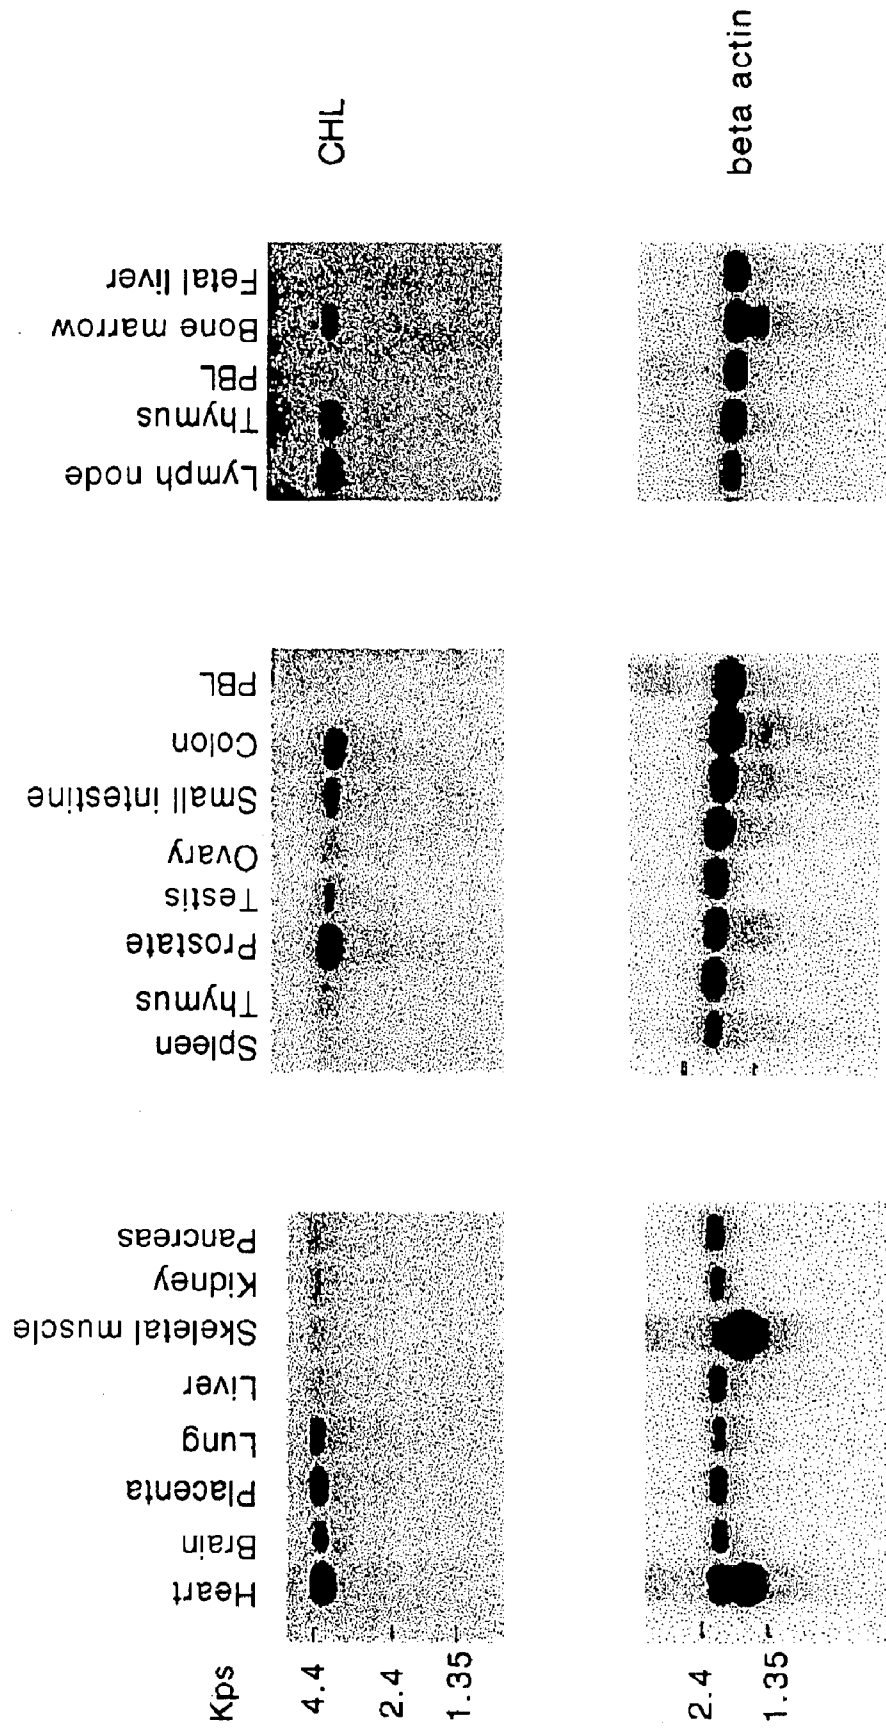 Kps
4.4
2.4
1.35
2.4
1.35
Heart
Brain
Placenta
Lung
Liver
Skeletal muscle
Kidney
Pancreas
Spleen
Thymus
Prostate
Testis
Ovary
Small intestine
Colon
PBL
Lymph node
Thymus
PBL
Bone marrow
Fetal liver
CHL
beta actin